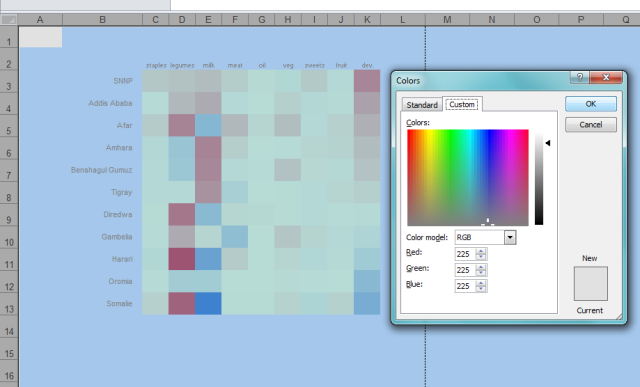 A B C D E F G H I J K L M N O P Q
1
2 staples legumes milk meat oil veg sweets fruit dev.
3 SNNP
4 Addis Ababa
5 Afar
6 Amhara
7 Benshagul Gumuz
8 Tigray
9 Diredwa
10 Gambelia
11 Harari
12 Oromia
13 Somalie
14
15
16
Colors
Standard Custom
OK
Cancel
Colors:
Color model: RGB
Red: 225
Green: 225
Blue: 225
New
Current